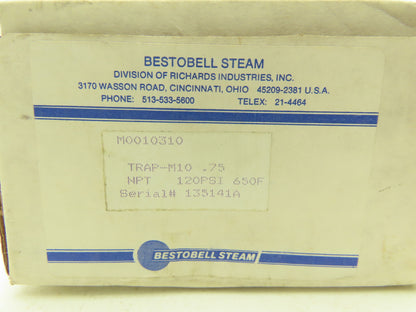 BESTOBELL STEAM
DIVISION OF RICHARDS INDUSTRIES, INC.
3170 WASSON ROAD, CINCINNATI, OHIO 45209-2381 U.S.A.
PHONE: 513-533-5600 TELEX: 21-4464
M0010310
TRAP-M10 .75
NPT 120PSI 650F
Serial# 135141A
BESTOBELL STEAM